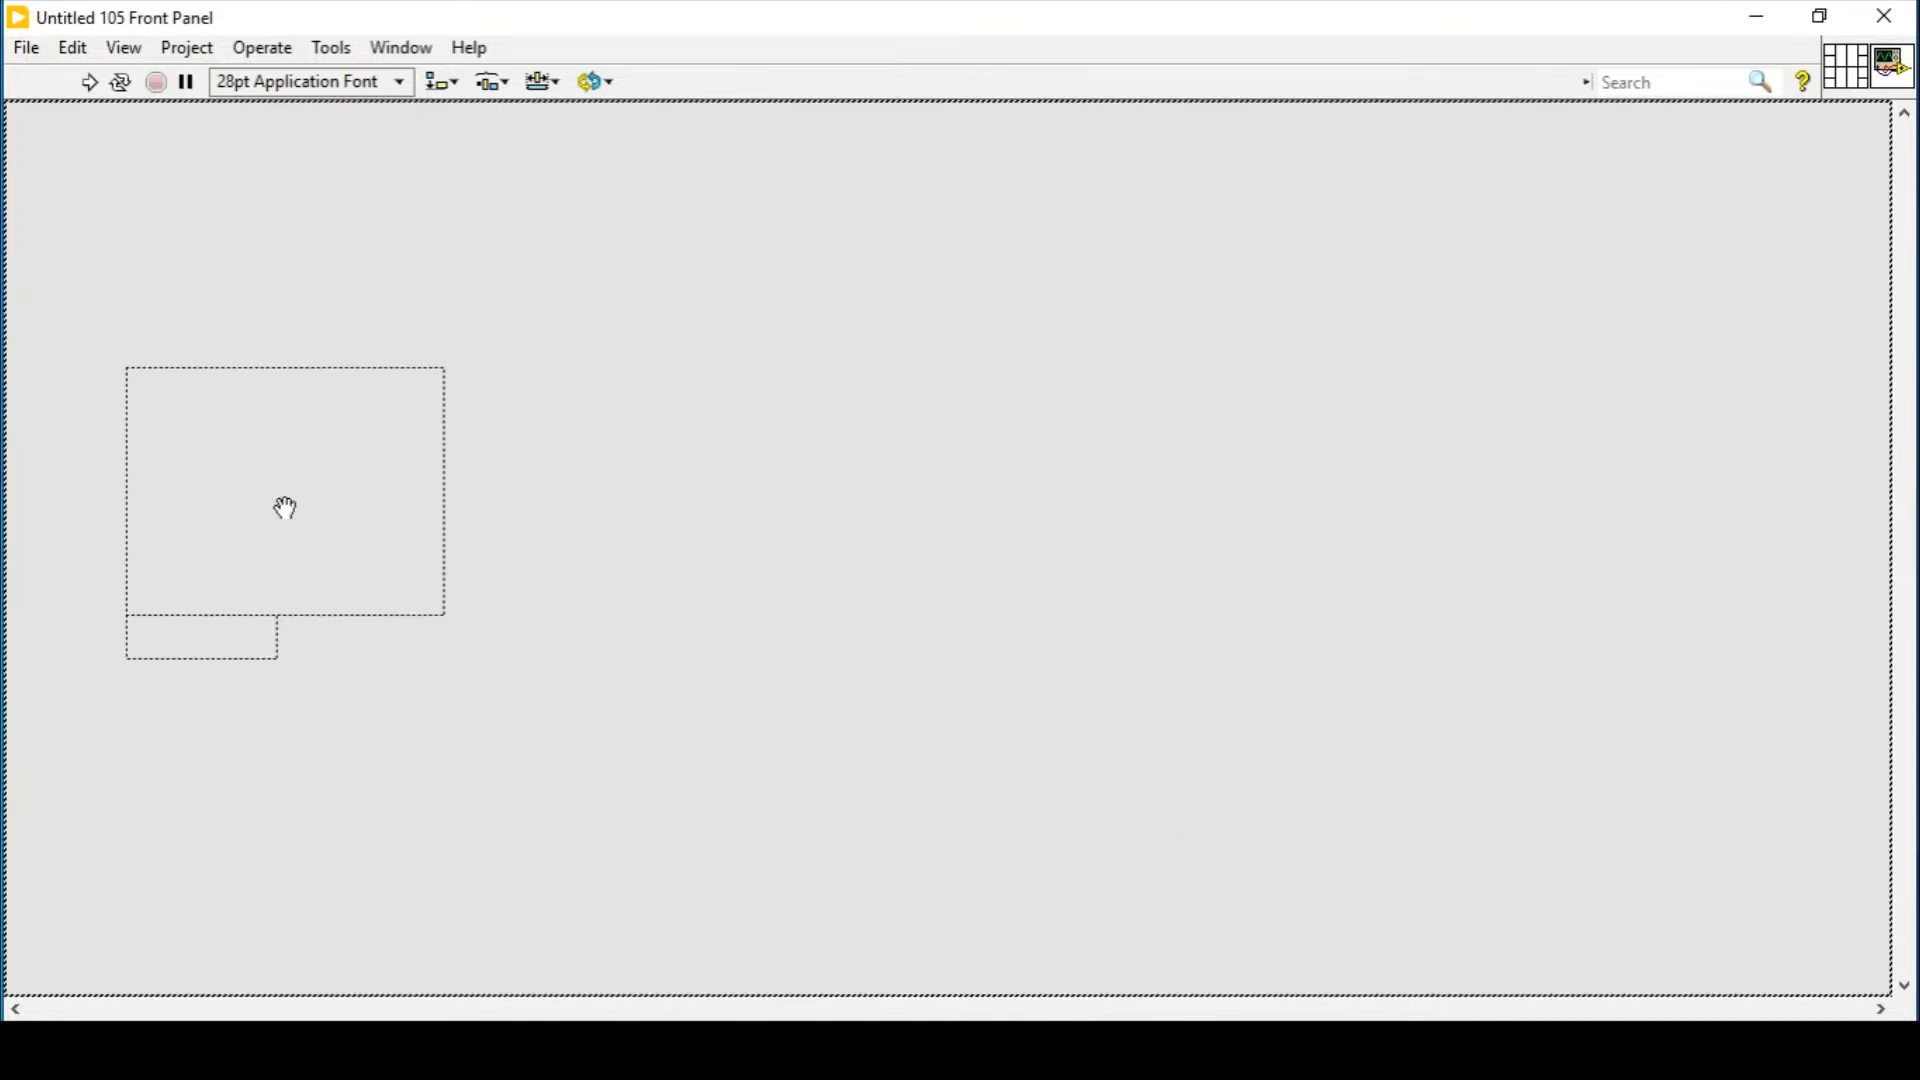 Untitled 105 Front Panel
File Edit View Project Operate Tools Window Help
28pt Application Font Search